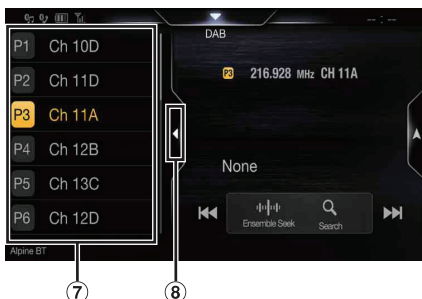 DAB
-- : --
P1 Ch 10D
P2 Ch 11D
P3 Ch 11A
P4 Ch 12B
P5 Ch 13C
P6 Ch 12D
P3 216.928 MHz CH 11A
None
Ensemble Seek
Search
Alpine BT
7 8